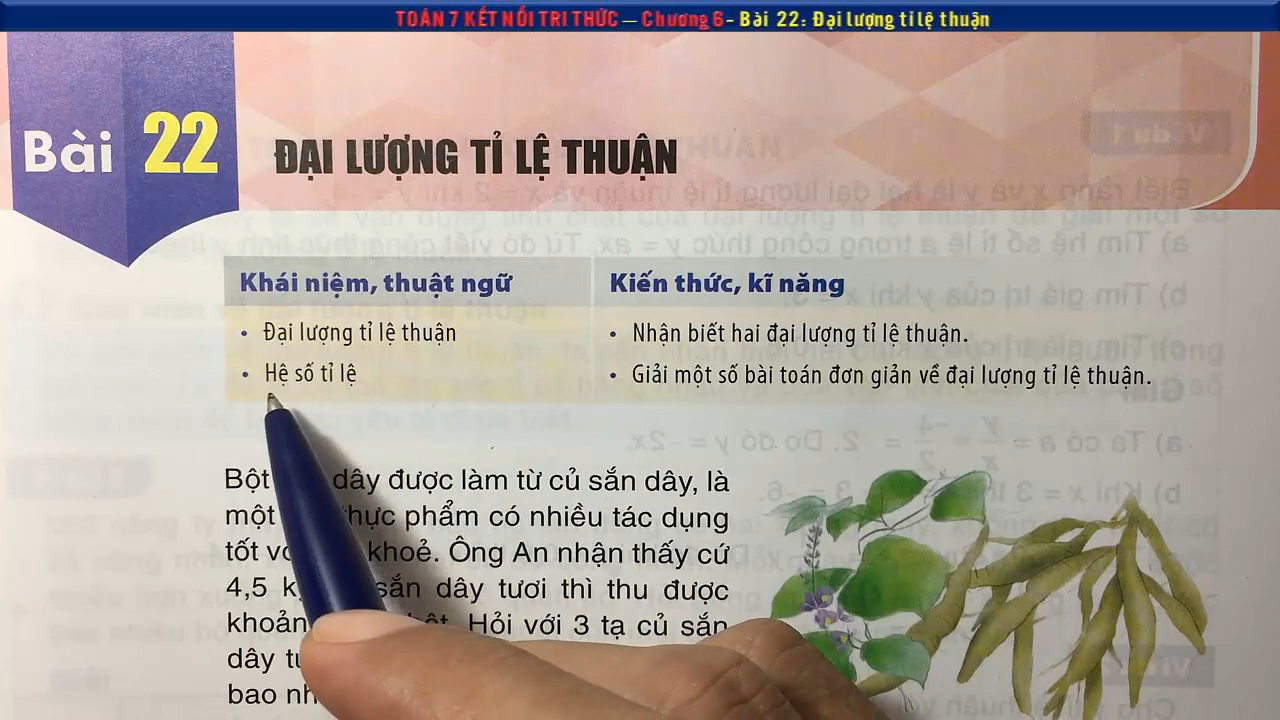 TOÁN 7 KẾT NỐI TRI THỨC – Chương 6 - Bài 22: Đại lượng tỉ lệ thuận
Bài 22 ĐẠI LƯỢNG TỈ LỆ THUẬN
Khái niệm, thuật ngữ
• Đại lượng tỉ lệ thuận
• Hệ số tỉ lệ
Kiến thức, kĩ năng
• Nhận biết hai đại lượng tỉ lệ thuận.
• Giải một số bài toán đơn giản về đại lượng tỉ lệ thuận.
Bột dây được làm từ củ sắn dây, là
một thực phẩm có nhiều tác dụng
tốt khoẻ. Ông An nhận thấy cứ
4,5 sắn dây tươi thì thu được
khoản bột. Hỏi với 3 tạ củ sắn
dây
bao